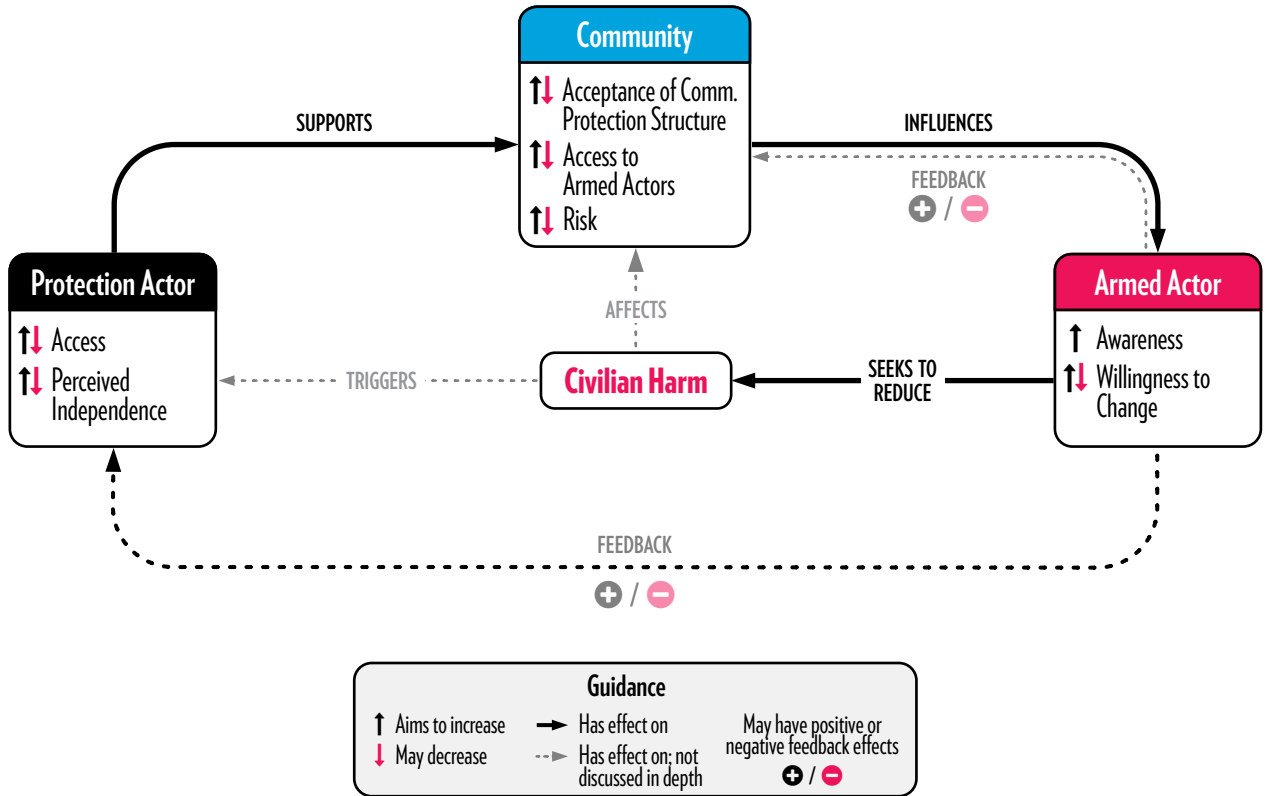 Community
Acceptance of Comm.
Protection Structure
Access to
Armed Actors
Risk
SUPPORTS
INFLUENCES
FEEDBACK
+ / −
Protection Actor
Access
Perceived
Independence
AFFECTS
TRIGGERS
Civilian Harm
SEEKS TO
REDUCE
Armed Actor
Awareness
Willingness to
Change
FEEDBACK
+ / −
Guidance
Aims to increase
May decrease
Has effect on
Has effect on; not
discussed in depth
May have positive or
negative feedback effects
+ / −